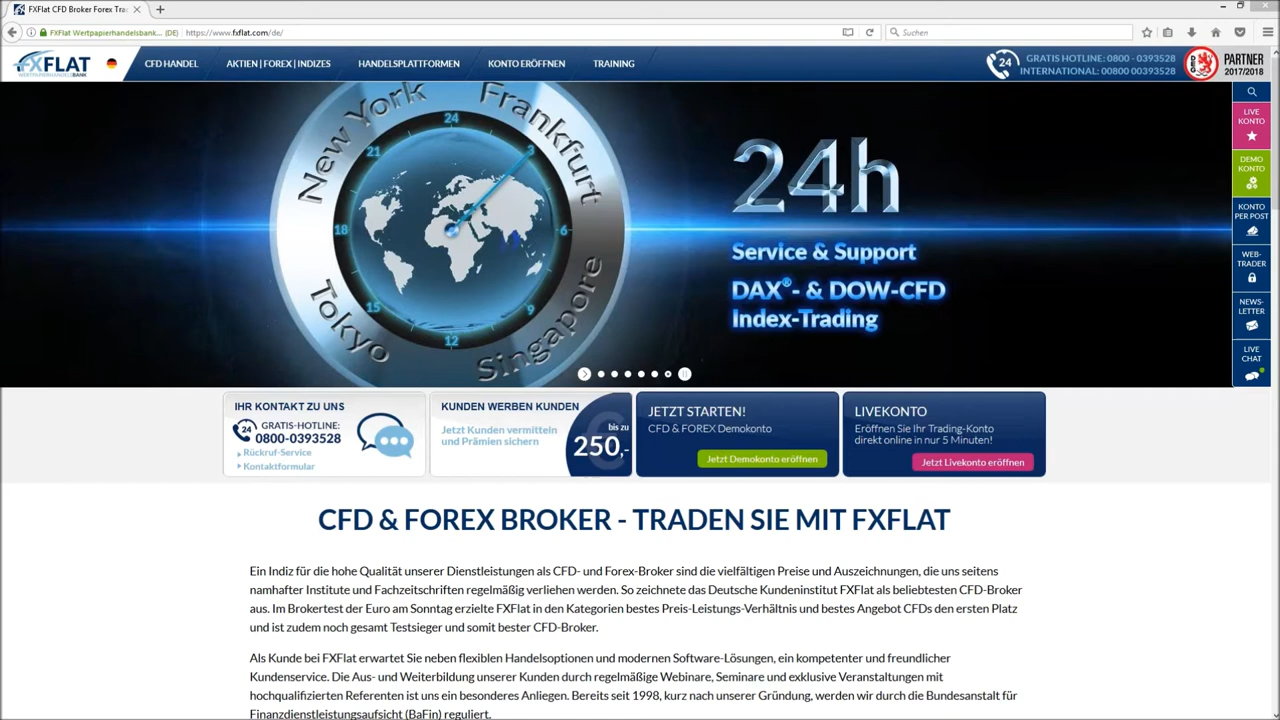 FXFlat CFD Broker Forex Tra
FXFlat Wertpapierhandelsbank... (DE)
https://www.fxflat.com/de/
Suchen
FXFLAT
WERTPAPIERHANDELSBANK
CFD HANDEL
AKTIEN | FOREX | INDIZES
HANDELSPLATTFORMEN
KONTO ERÖFFNEN
TRAINING
24
GRATIS HOTLINE: 0800 - 0393528
INTERNATIONAL: 00800 00393528
DEG
PARTNER
2017/2018
New York
Frankfurt
Tokyo
Singapore
24
3
6
9
12
15
18
21
24h
Service & Support
DAX®- & DOW-CFD
Index-Trading
LIVE
KONTO
DEMO
KONTO
KONTO
PER POST
WEB-
TRADER
NEWS-
LETTER
LIVE
CHAT
IHR KONTAKT ZU UNS
24
GRATIS-HOTLINE:
0800-0393528
Rückruf-Service
Kontaktformular
KUNDEN WERBEN KUNDEN
Jetzt Kunden vermitteln
und Prämien sichern
bis zu
250,-
€
JETZT STARTEN!
CFD & FOREX Demokonto
Jetzt Demokonto eröffnen
LIVEKONTO
Eröffnen Sie Ihr Trading-Konto
direkt online in nur 5 Minuten!
Jetzt Livekonto eröffnen
CFD & FOREX BROKER - TRADEN SIE MIT FXFLAT
Ein Indiz für die hohe Qualität unserer Dienstleistungen als CFD- und Forex-Broker sind die vielfältigen Preise und Auszeichnungen, die uns seitens
namhafter Institute und Fachzeitschriften regelmäßig verliehen werden. So zeichnete das Deutsche Kundeninstitut FXFlat als beliebtesten CFD-Broker
aus. Im Brokertest der Euro am Sonntag erzielte FXFlat in den Kategorien bestes Preis-Leistungs-Verhältnis und bestes Angebot CFDs den ersten Platz
und ist zudem noch gesamt Testsieger und somit bester CFD-Broker.
Als Kunde bei FXFlat erwartet Sie neben flexiblen Handelsoptionen und modernen Software-Lösungen, ein kompetenter und freundlicher
Kundenservice. Die Aus- und Weiterbildung unserer Kunden durch regelmäßige Webinare, Seminare und exklusive Veranstaltungen mit
hochqualifizierten Referenten ist uns ein besonderes Anliegen. Bereits seit 1998, kurz nach unserer Gründung, werden wir durch die Bundesanstalt für
Finanzdienstleistungsaufsicht (BaFin) reguliert.